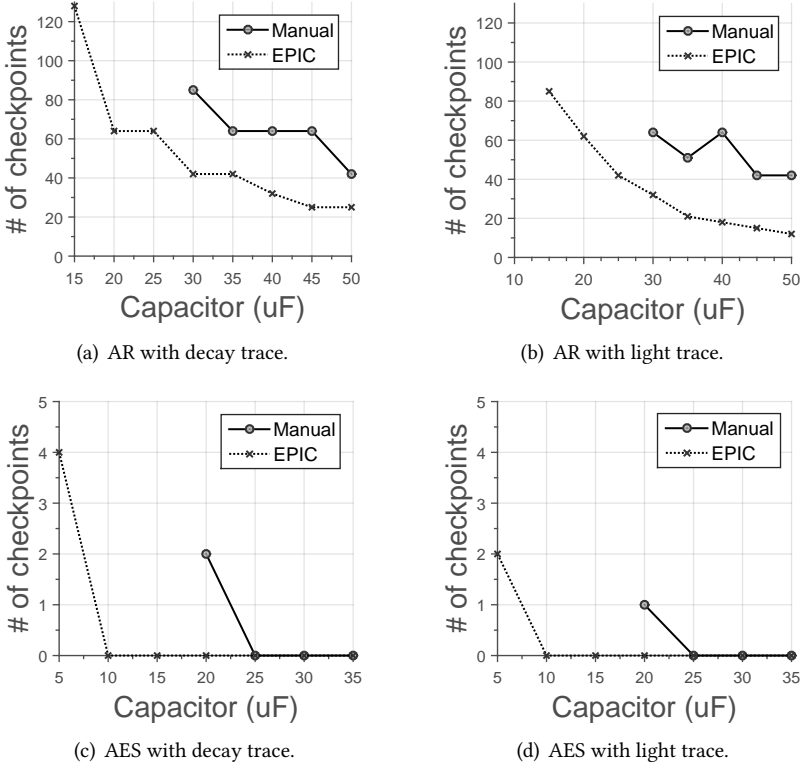 120
100
80
60
40
20
0
# of checkpoints
Manual
EPIC
15 20 25 30 35 40 45 50
Capacitor (uF)
(a) AR with decay trace.
120
100
80
60
40
20
0
# of checkpoints
Manual
EPIC
10 20 30 40 50
Capacitor (uF)
(b) AR with light trace.
5
4
3
2
1
0
# of checkpoints
Manual
EPIC
5 10 15 20 25 30 35
Capacitor (uF)
(c) AES with decay trace.
5
4
3
2
1
0
# of checkpoints
Manual
EPIC
5 10 15 20 25 30 35
Capacitor (uF)
(d) AES with light trace.